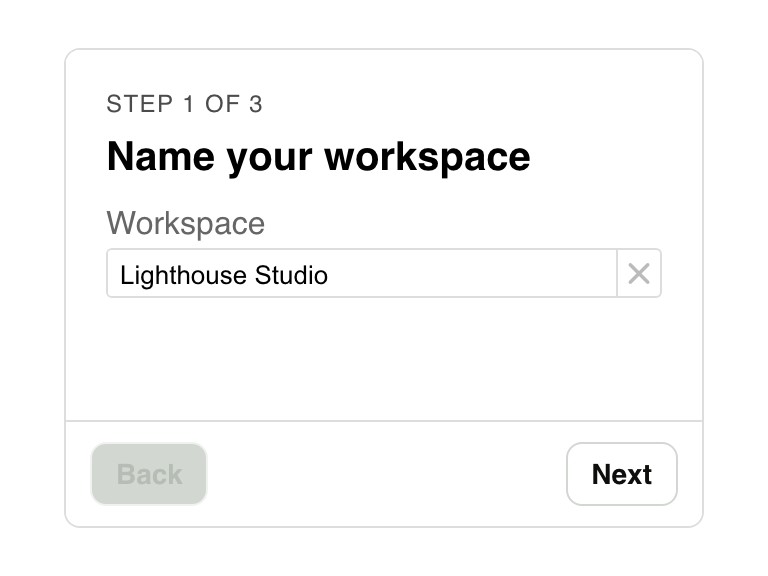 STEP 1 OF 3
Name your workspace
Workspace
Lighthouse Studio
Back
Next